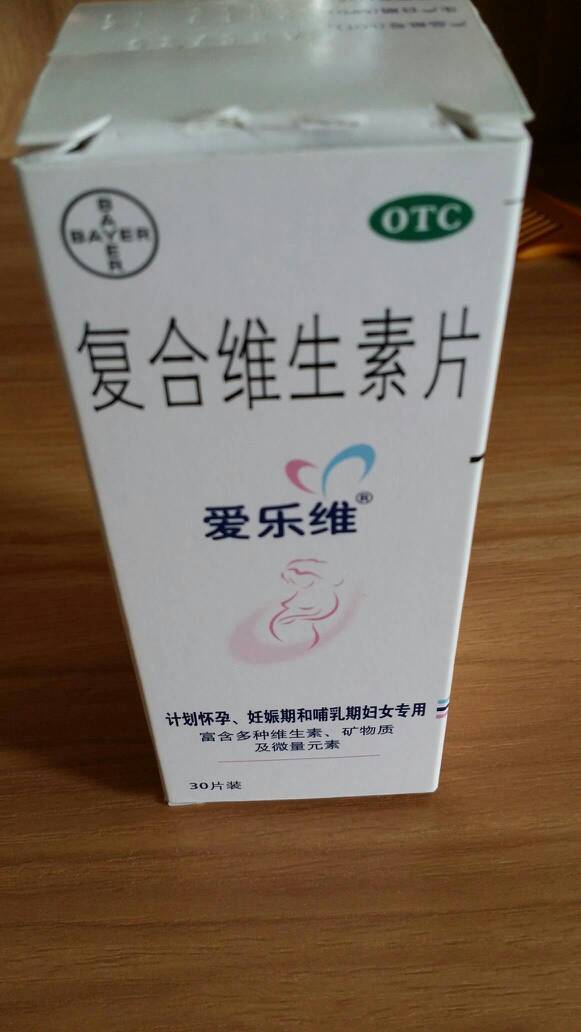 BAYER
BAYER
OTC
复合维生素片
爱乐维®
计划怀孕、妊娠期和哺乳期妇女专用
富含多种维生素、矿物质
及微量元素
30片装